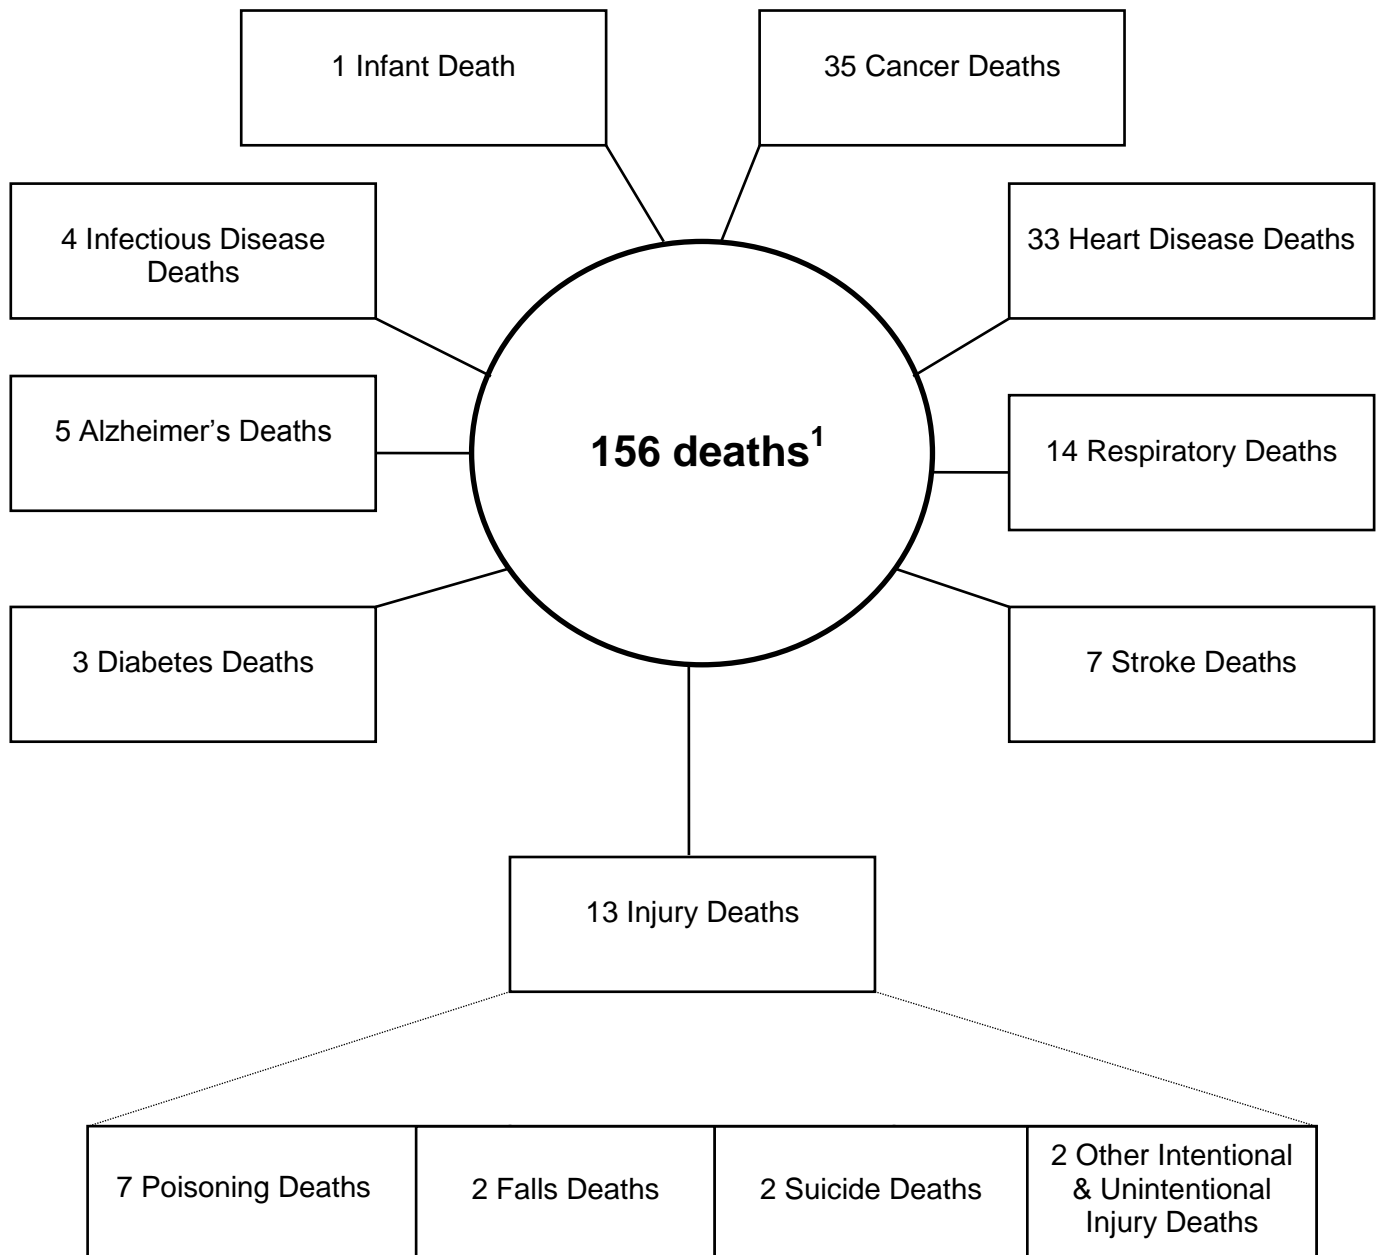 1 Infant Death
35 Cancer Deaths
4 Infectious Disease
Deaths
33 Heart Disease Deaths
5 Alzheimer’s Deaths
156 deaths1
14 Respiratory Deaths
3 Diabetes Deaths
7 Stroke Deaths
13 Injury Deaths
7 Poisoning Deaths
2 Falls Deaths
2 Suicide Deaths
2 Other Intentional
& Unintentional
Injury Deaths